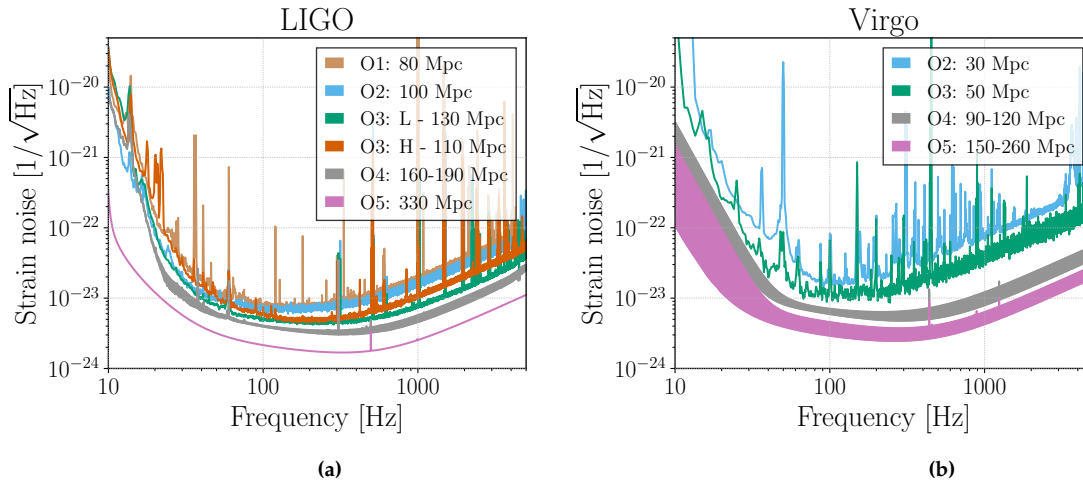 LIGO
Strain noise [1/√Hz]
10⁻²⁰
10⁻²¹
10⁻²²
10⁻²³
10⁻²⁴
O1: 80 Mpc
O2: 100 Mpc
O3: L - 130 Mpc
O3: H - 110 Mpc
O4: 160-190 Mpc
O5: 330 Mpc
10
100
1000
Frequency [Hz]
(a)
Virgo
Strain noise [1/√Hz]
10⁻²⁰
10⁻²¹
10⁻²²
10⁻²³
10⁻²⁴
O2: 30 Mpc
O3: 50 Mpc
O4: 90-120 Mpc
O5: 150-260 Mpc
10
100
1000
Frequency [Hz]
(b)